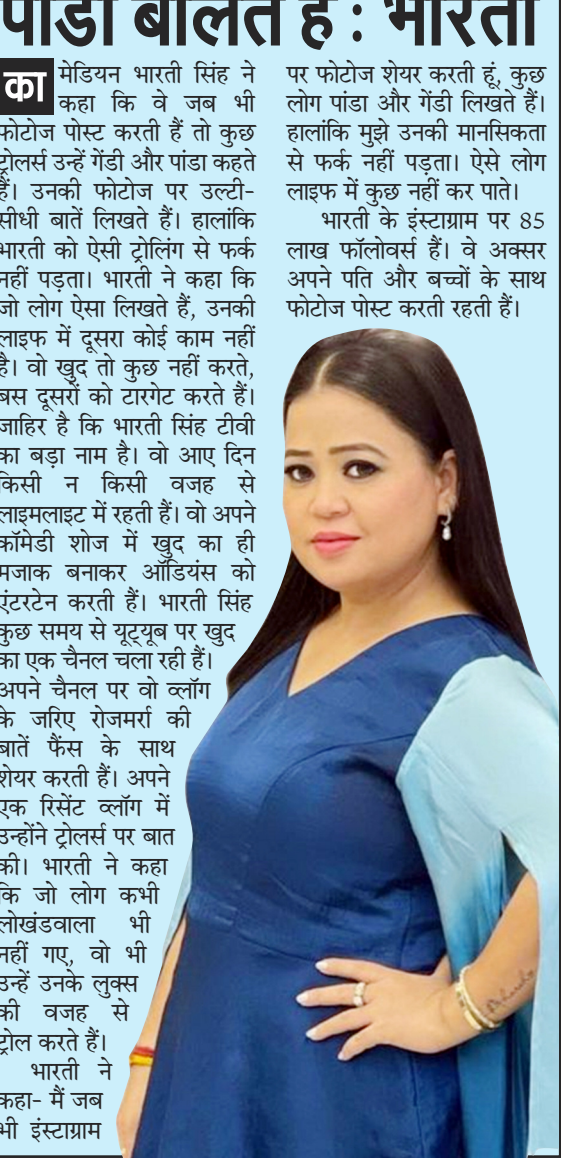 पांडा बोलते हैं : भारती
कामेडियन भारती सिंह ने
कहा कि वे जब भी
फोटोज पोस्ट करती हैं तो कुछ
ट्रोलर्स उन्हें गेंडी और पांडा कहते
हैं। उनकी फोटोज पर उल्टी-
सीधी बातें लिखते हैं। हालांकि
भारती को ऐसी ट्रोलिंग से फर्क
नहीं पड़ता। भारती ने कहा कि
जो लोग ऐसा लिखते हैं, उनकी
लाइफ में दूसरा कोई काम नहीं
है। वो खुद तो कुछ नहीं करते,
बस दूसरों को टारगेट करते हैं।
जाहिर है कि भारती सिंह टीवी
का बड़ा नाम है। वो आए दिन
किसी न किसी वजह से
लाइमलाइट में रहती हैं। वो अपने
कॉमेडी शोज में खुद का ही
मजाक बनाकर ऑडियंस को
एंटरटेन करती हैं। भारती सिंह
कुछ समय से यूट्यूब पर खुद
का एक चैनल चला रही हैं।
अपने चैनल पर वो व्लॉग
के जरिए रोजमर्रा की
बातें फैंस के साथ
शेयर करती हैं। अपने
एक रिसेंट व्लॉग में
उन्होंने ट्रोलर्स पर बात
की। भारती ने कहा
कि जो लोग कभी
लोखंडवाला भी
नहीं गए, वो भी
उन्हें उनके लुक्स
की वजह से
ट्रोल करते हैं।
भारती ने
कहा- मैं जब
भी इंस्टाग्राम
पर फोटोज शेयर करती हूं, कुछ
लोग पांडा और गेंडी लिखते हैं।
हालांकि मुझे उनकी मानसिकता
से फर्क नहीं पड़ता। ऐसे लोग
लाइफ में कुछ नहीं कर पाते।
भारती के इंस्टाग्राम पर 85
लाख फॉलोवर्स हैं। वे अक्सर
अपने पति और बच्चों के साथ
फोटोज पोस्ट करती रहती हैं।